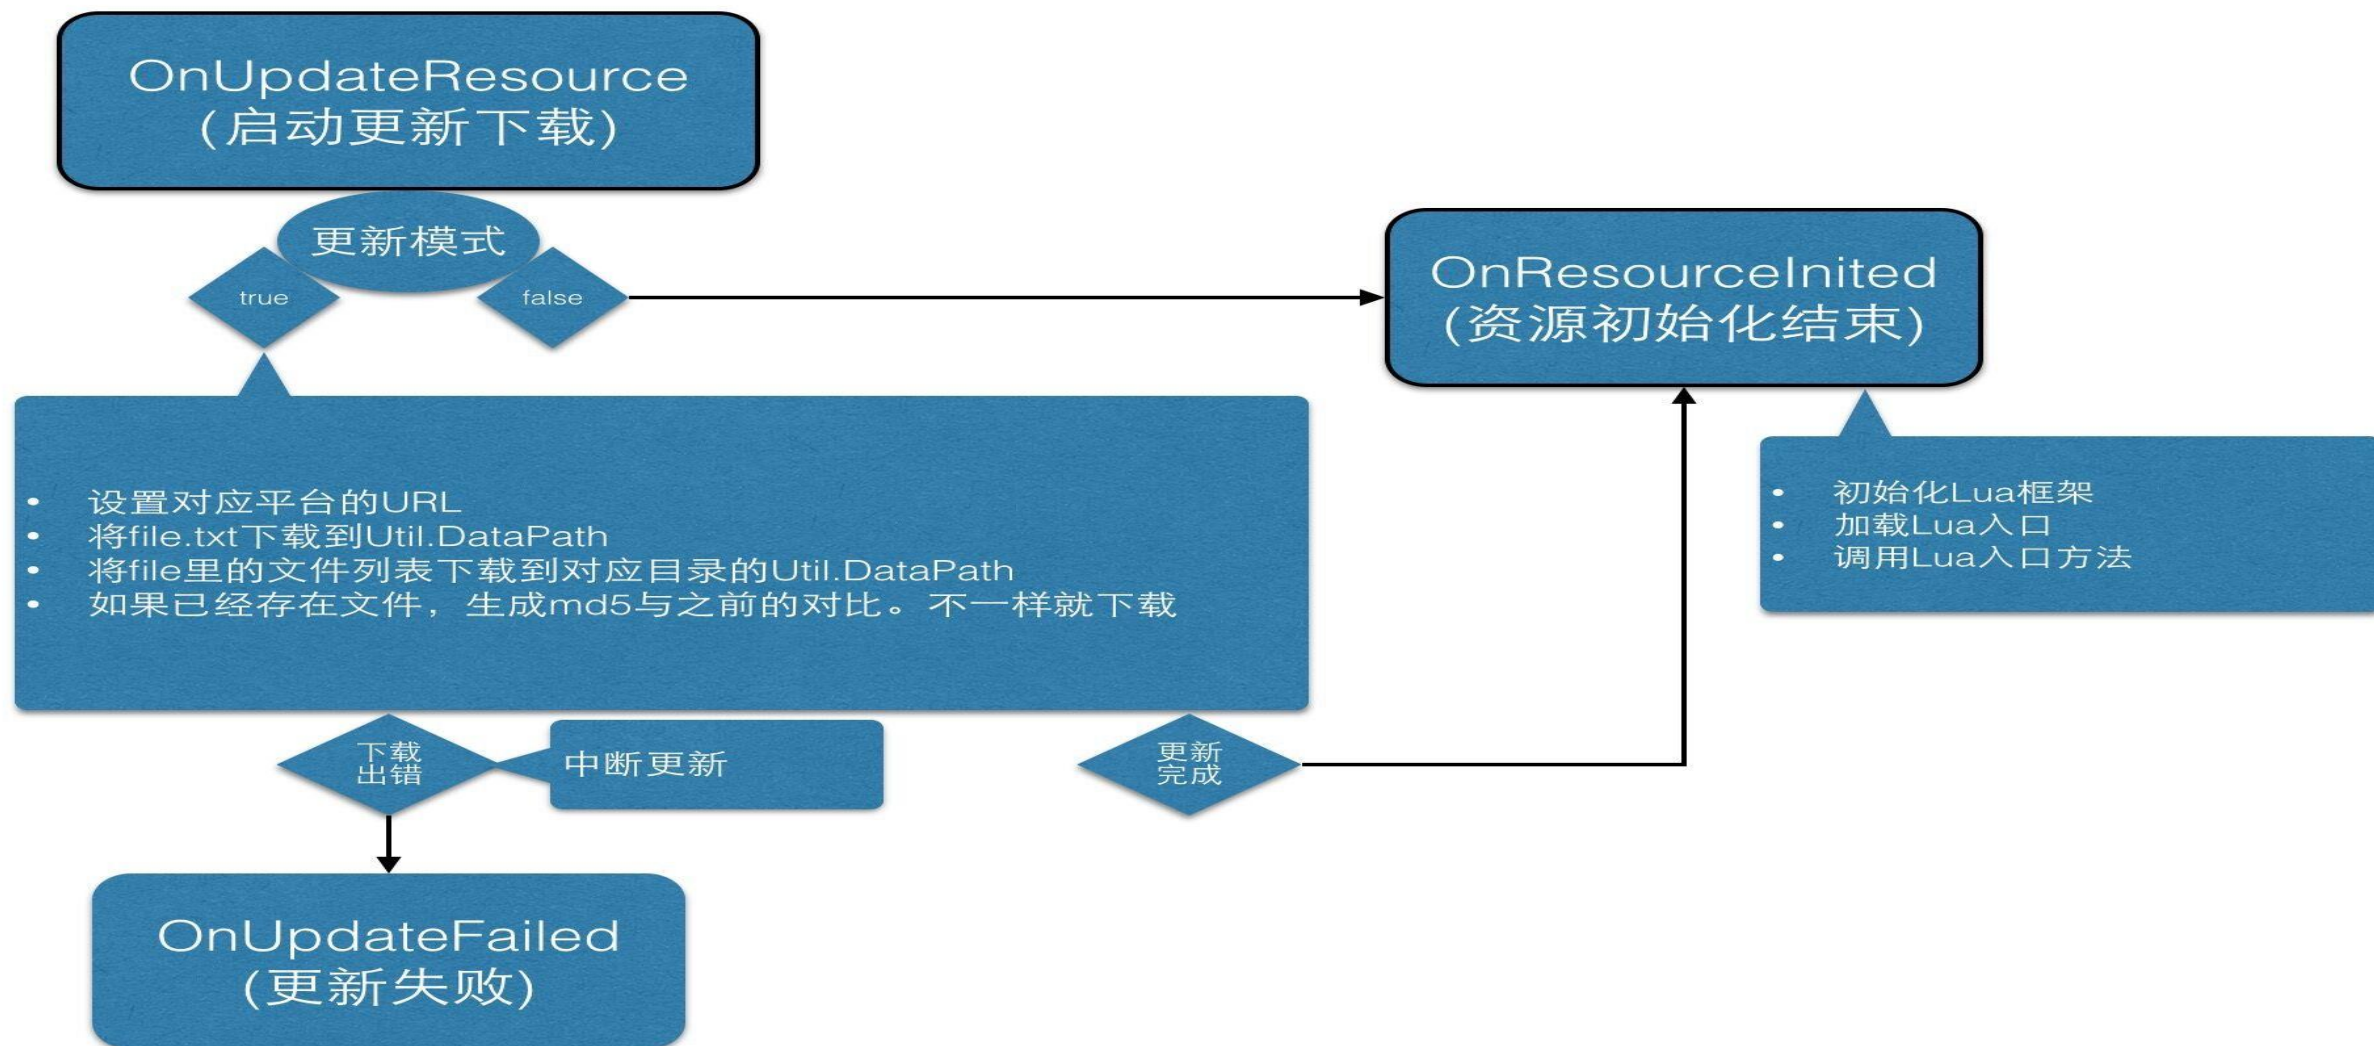 OnUpdateResource
(启动更新下载)
更新模式
true
false
OnResourceInited
(资源初始化结束)
• 设置对应平台的URL
• 将file.txt下载到Util.DataPath
• 将file里的文件列表下载到对应目录的Util.DataPath
• 如果已经存在文件，生成md5与之前的对比。不一样就下载
• 初始化Lua框架
• 加载Lua入口
• 调用Lua入口方法
下载
出错
中断更新
更新
完成
OnUpdateFailed
(更新失败)